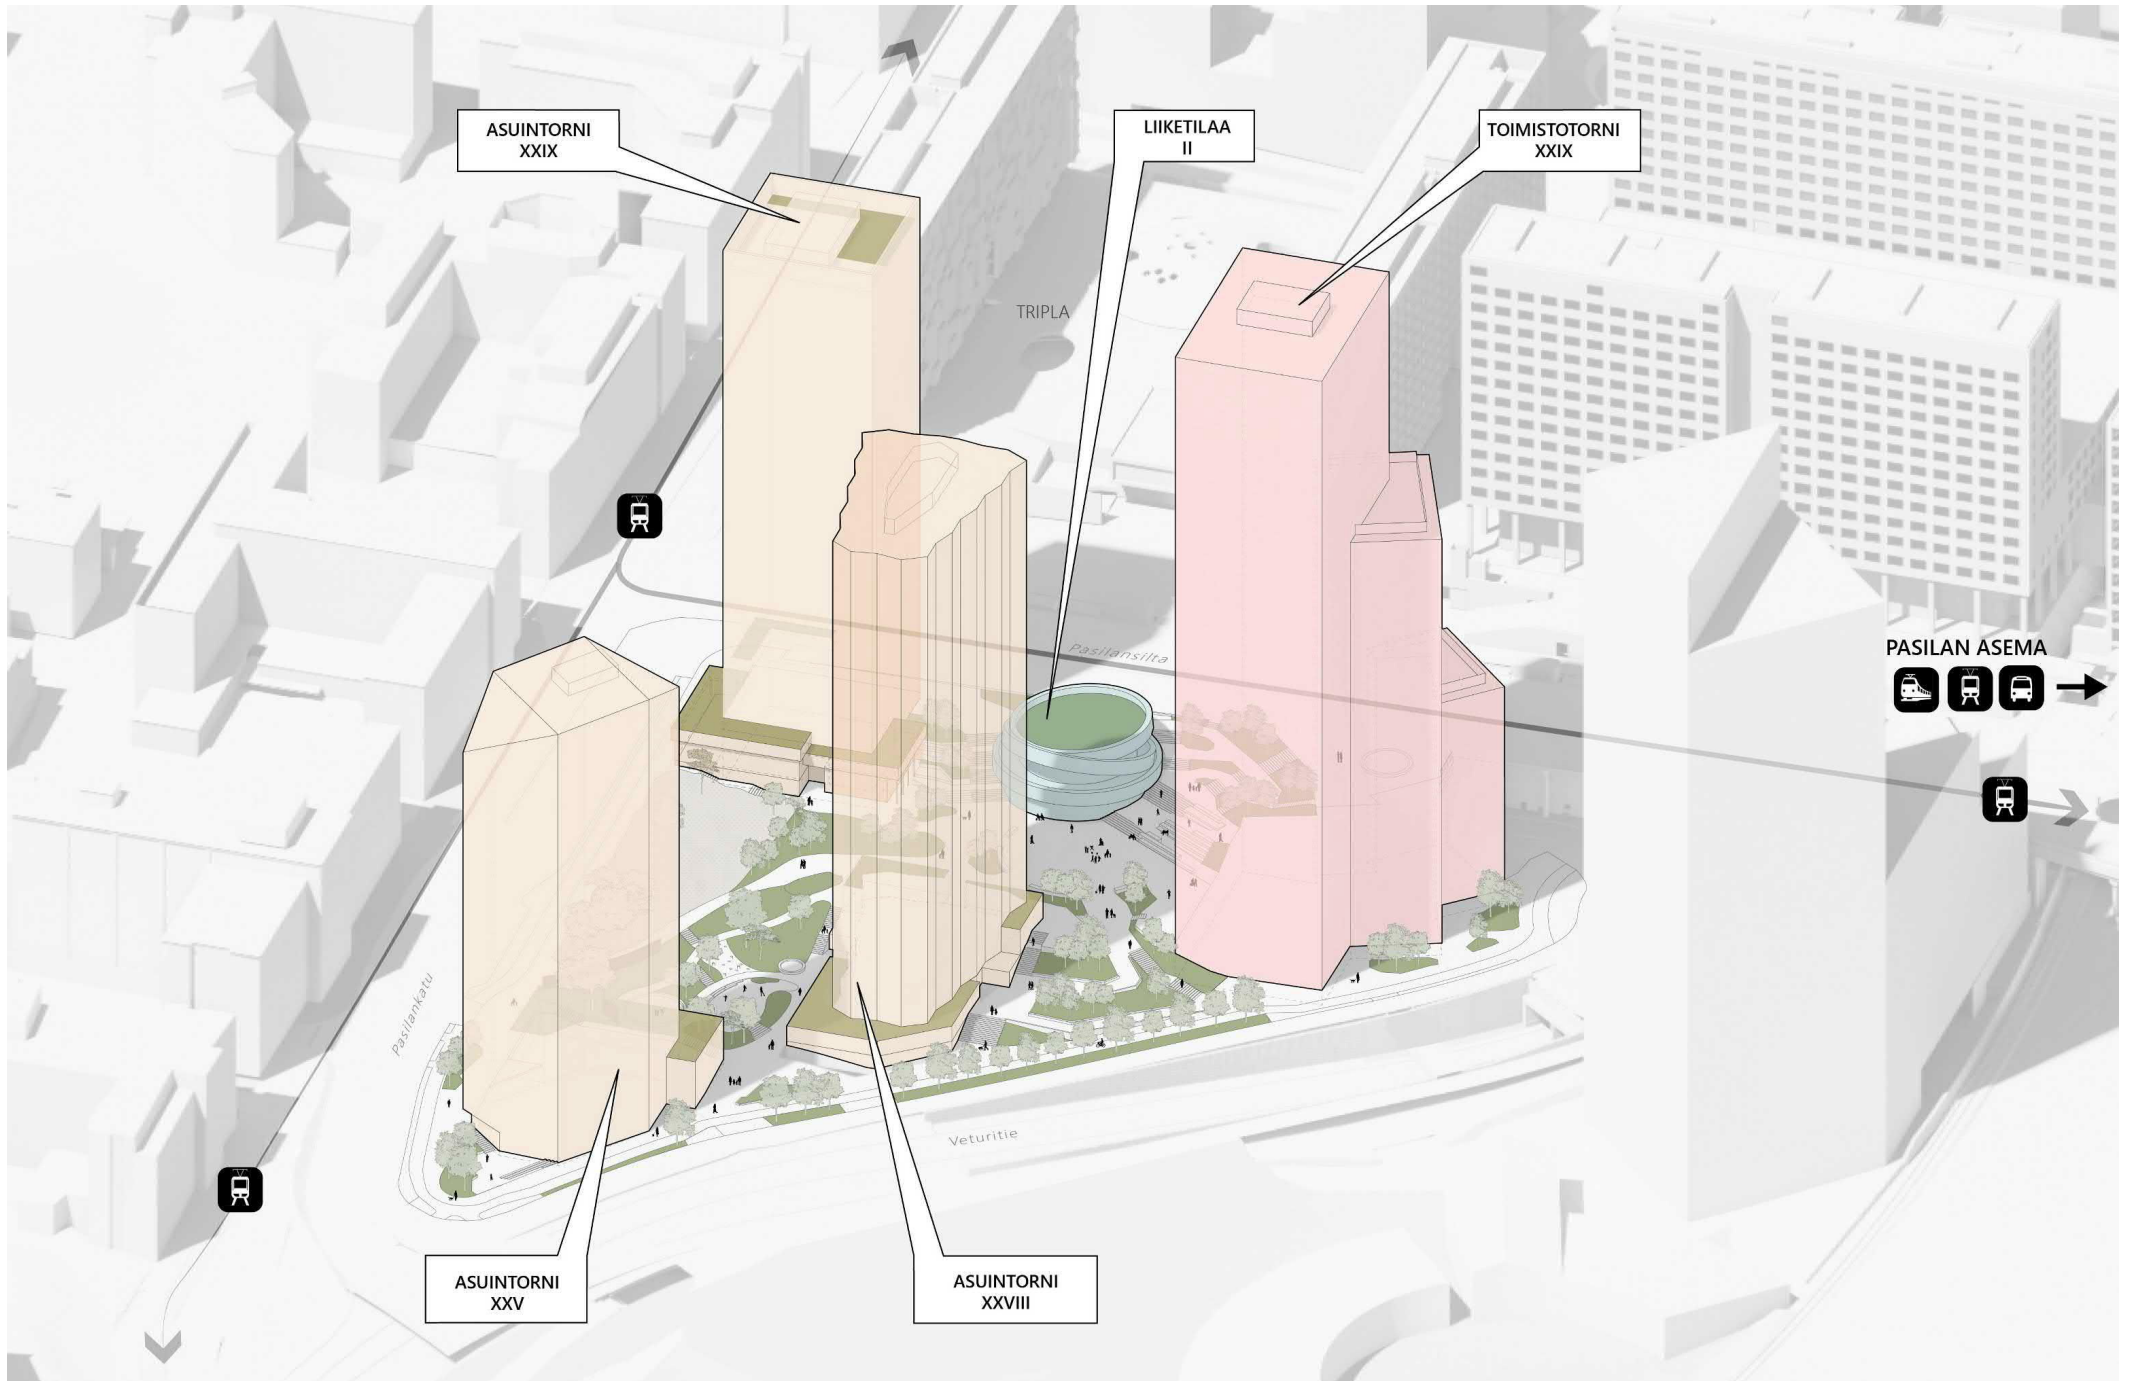 ASUINTORNI
XXIX
LIIKETILAA
II
TOIMISTOTORNI
XXIX
TRIPLA
Pasilansilta
PASILAN ASEMA
Pasilankatu
Veturitie
ASUINTORNI
XXV
ASUINTORNI
XXVIII